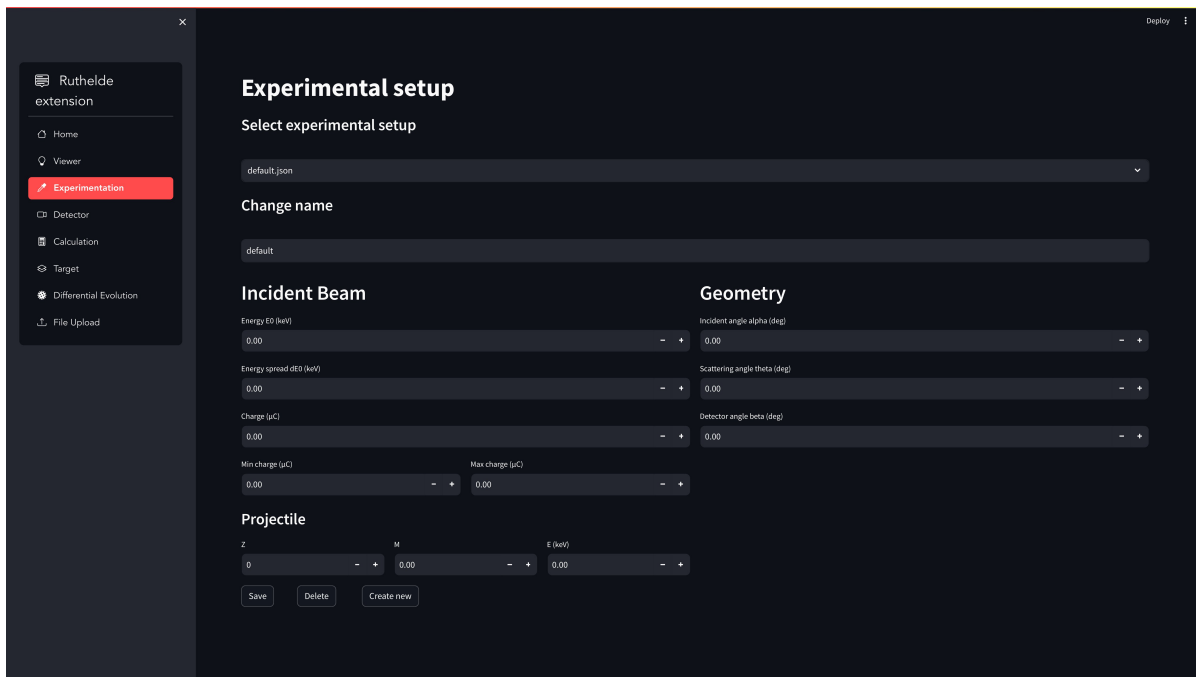 Deploy
Ruthelde
extension
Home
Viewer
Experimentation
Detector
Calculation
Target
Differential Evolution
File Upload
Experimental setup
Select experimental setup
default.json
Change name
default
Incident Beam
Energy E0 (keV)
0.00
Energy spread dE0 (keV)
0.00
Charge (μC)
0.00
Min charge (μC) Max charge (μC)
0.00 0.00
Projectile
Z M E (keV)
0 0.00 0.00
Save Delete Create new
Geometry
Incident angle alpha (deg)
0.00
Scattering angle theta (deg)
0.00
Detector angle beta (deg)
0.00